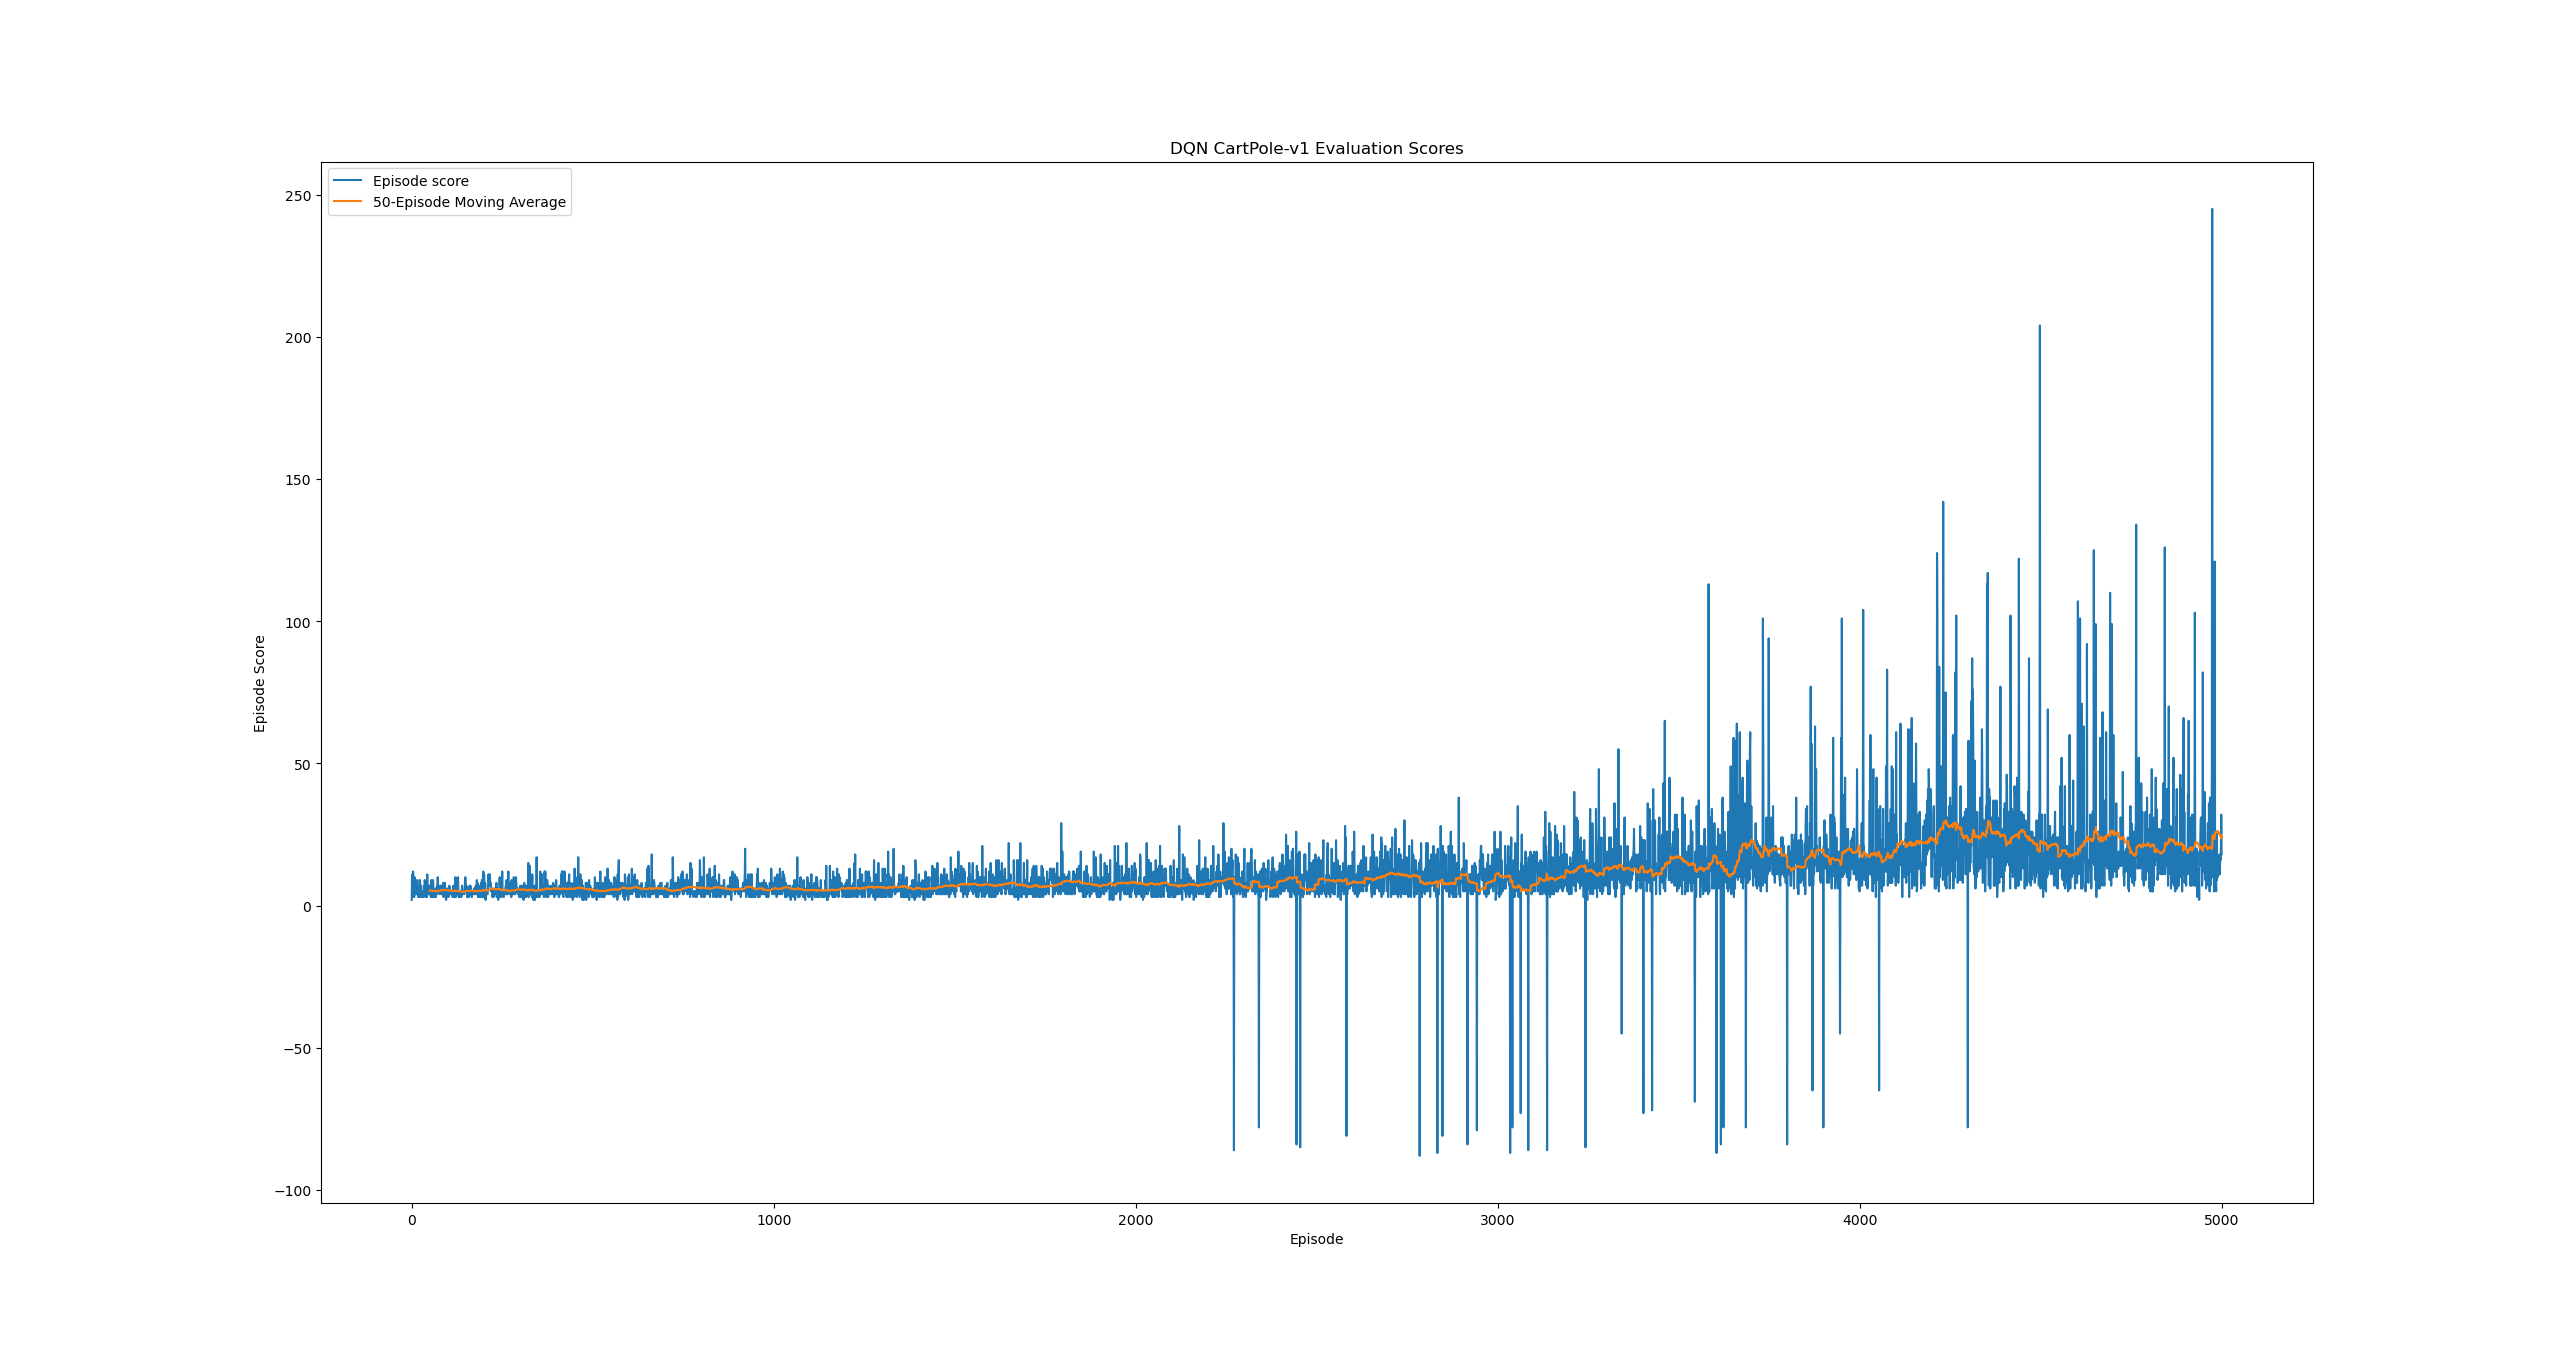 DQN CartPole-v1 Evaluation Scores
Episode score
50-Episode Moving Average
250
200
150
100
50
0
−50
−100
Episode Score
0 1000 2000 3000 4000 5000
Episode